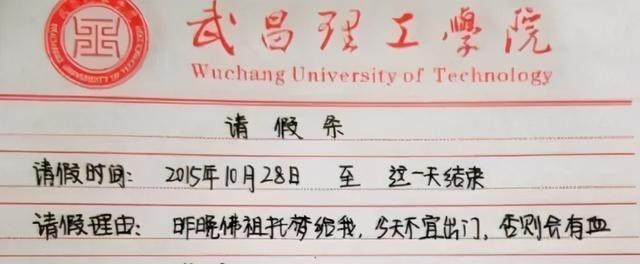 武昌理工學院
Wuchang University of Technology
请假条
请假时间: 2015年10月28日 至 这一天结束
请假理由: 昨晚佛祖托梦给我,今天不宜出门,否则会有血